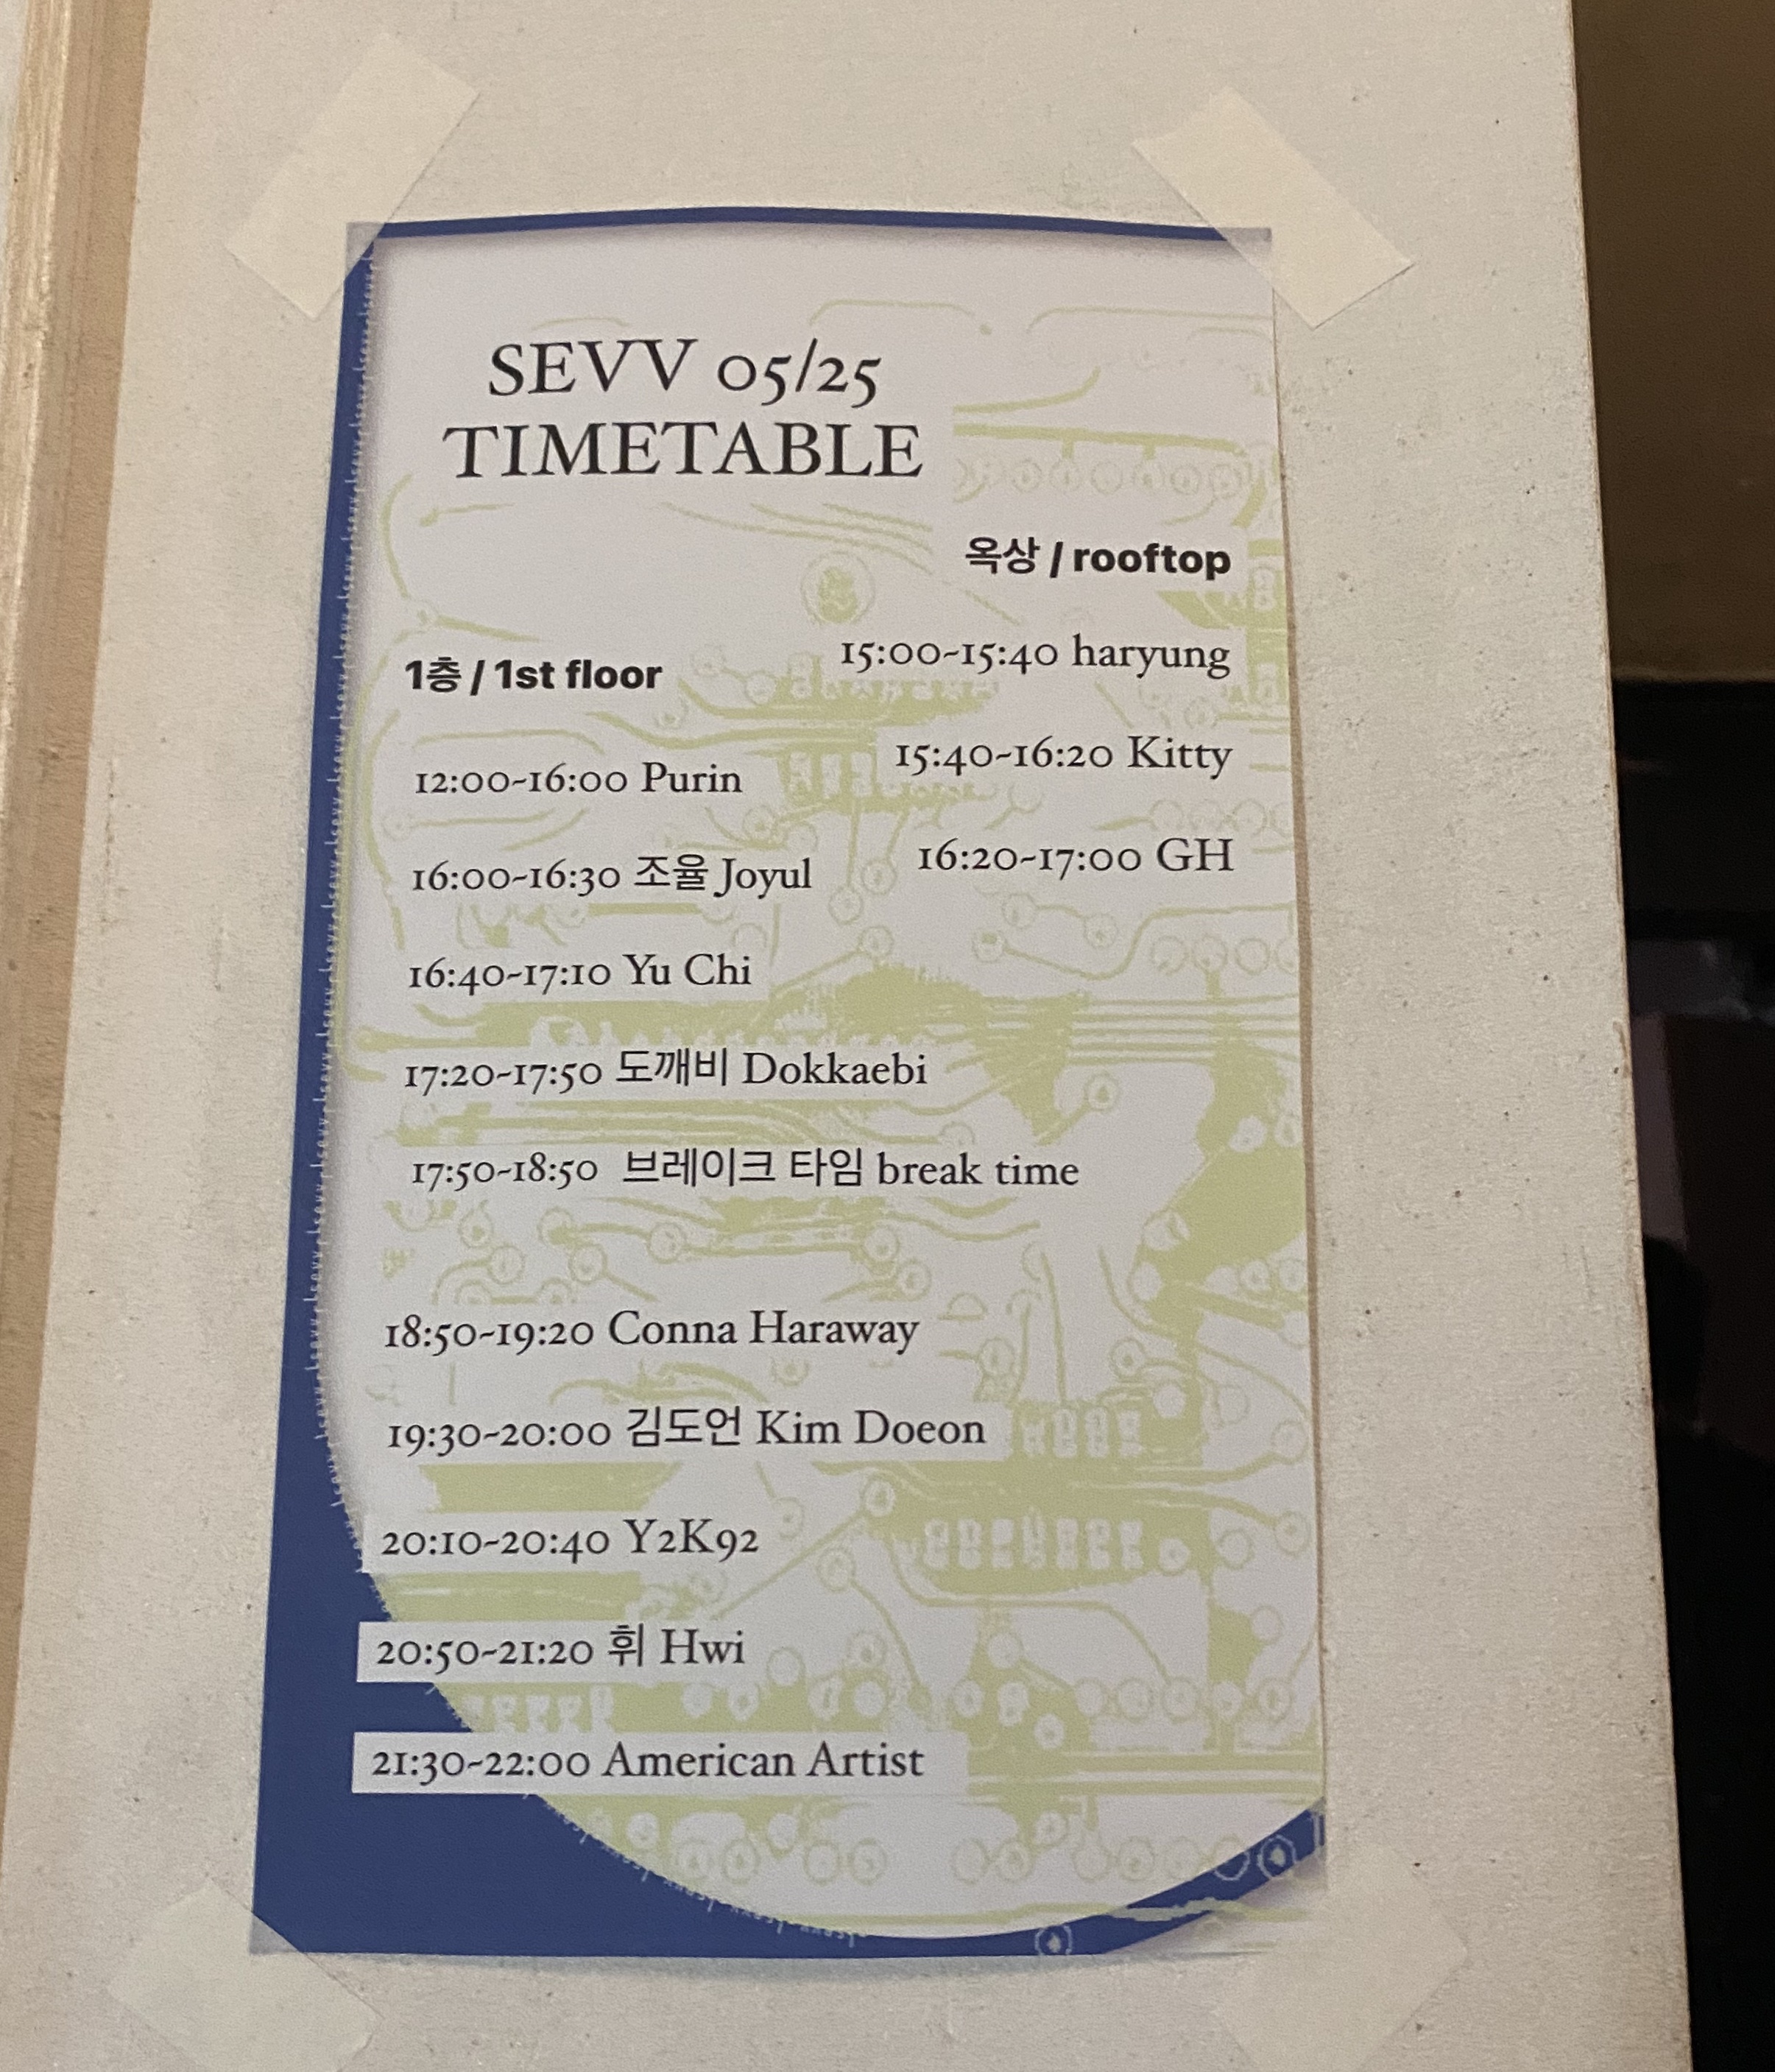 SEVV 05/25
TIMETABLE
옥상 / rooftop
15:00~15:40 haryung
15:40~16:20 Kitty
16:20~17:00 GH
1층 / 1st floor
12:00~16:00 Purin
16:00~16:30 조율 Joyul
16:40~17:10 Yu Chi
17:20~17:50 도깨비 Dokkaebi
17:50~18:50 브레이크 타임 break time
18:50~19:20 Conna Haraway
19:30~20:00 김도언 Kim Doeon
20:10~20:40 Y2K92
20:50~21:20 휘 Hwi
21:30~22:00 American Artist